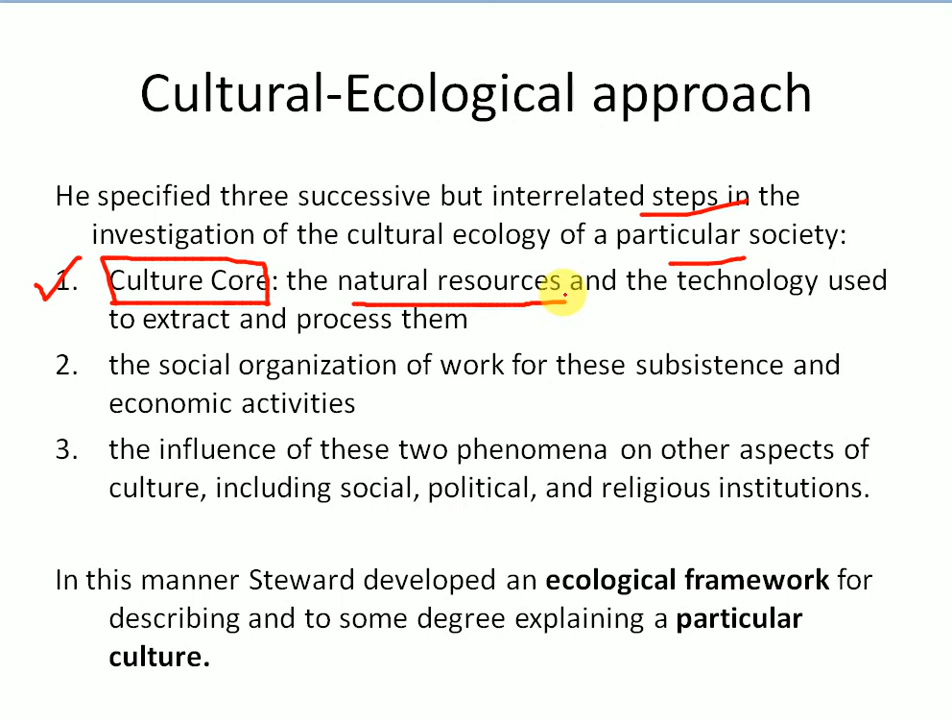 Cultural-Ecological approach
He specified three successive but interrelated steps in the
investigation of the cultural ecology of a particular society:
1. Culture Core: the natural resources and the technology used
to extract and process them
2. the social organization of work for these subsistence and
economic activities
3. the influence of these two phenomena on other aspects of
culture, including social, political, and religious institutions.
In this manner Steward developed an ecological framework for
describing and to some degree explaining a particular
culture.